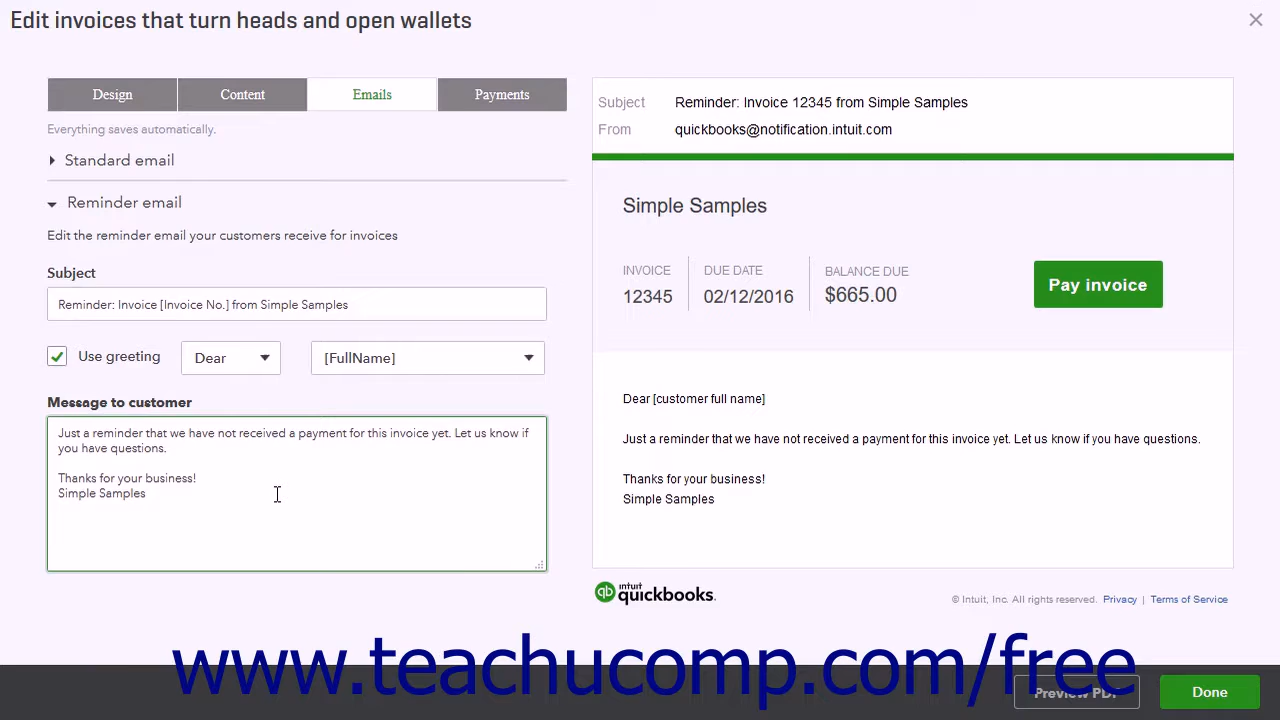 Edit invoices that turn heads and open wallets
Design
Content
Emails
Payments
Everything saves automatically.
Standard email
Reminder email
Edit the reminder email your customers receive for invoices
Subject
Reminder: Invoice [Invoice No.] from Simple Samples
Use greeting
Dear
[FullName]
Message to customer
Just a reminder that we have not received a payment for this invoice yet. Let us know if
you have questions.
Thanks for your business!
Simple Samples
Subject
Reminder: Invoice 12345 from Simple Samples
From
quickbooks@notification.intuit.com
Simple Samples
INVOICE
12345
DUE DATE
02/12/2016
BALANCE DUE
$665.00
Pay invoice
Dear [customer full name]
Just a reminder that we have not received a payment for this invoice yet. Let us know if you have questions.
Thanks for your business!
Simple Samples
qb intuit quickbooks.
© Intuit, Inc. All rights reserved. Privacy | Terms of Service
www.teachucomp.com/free
Preview PDF
Done